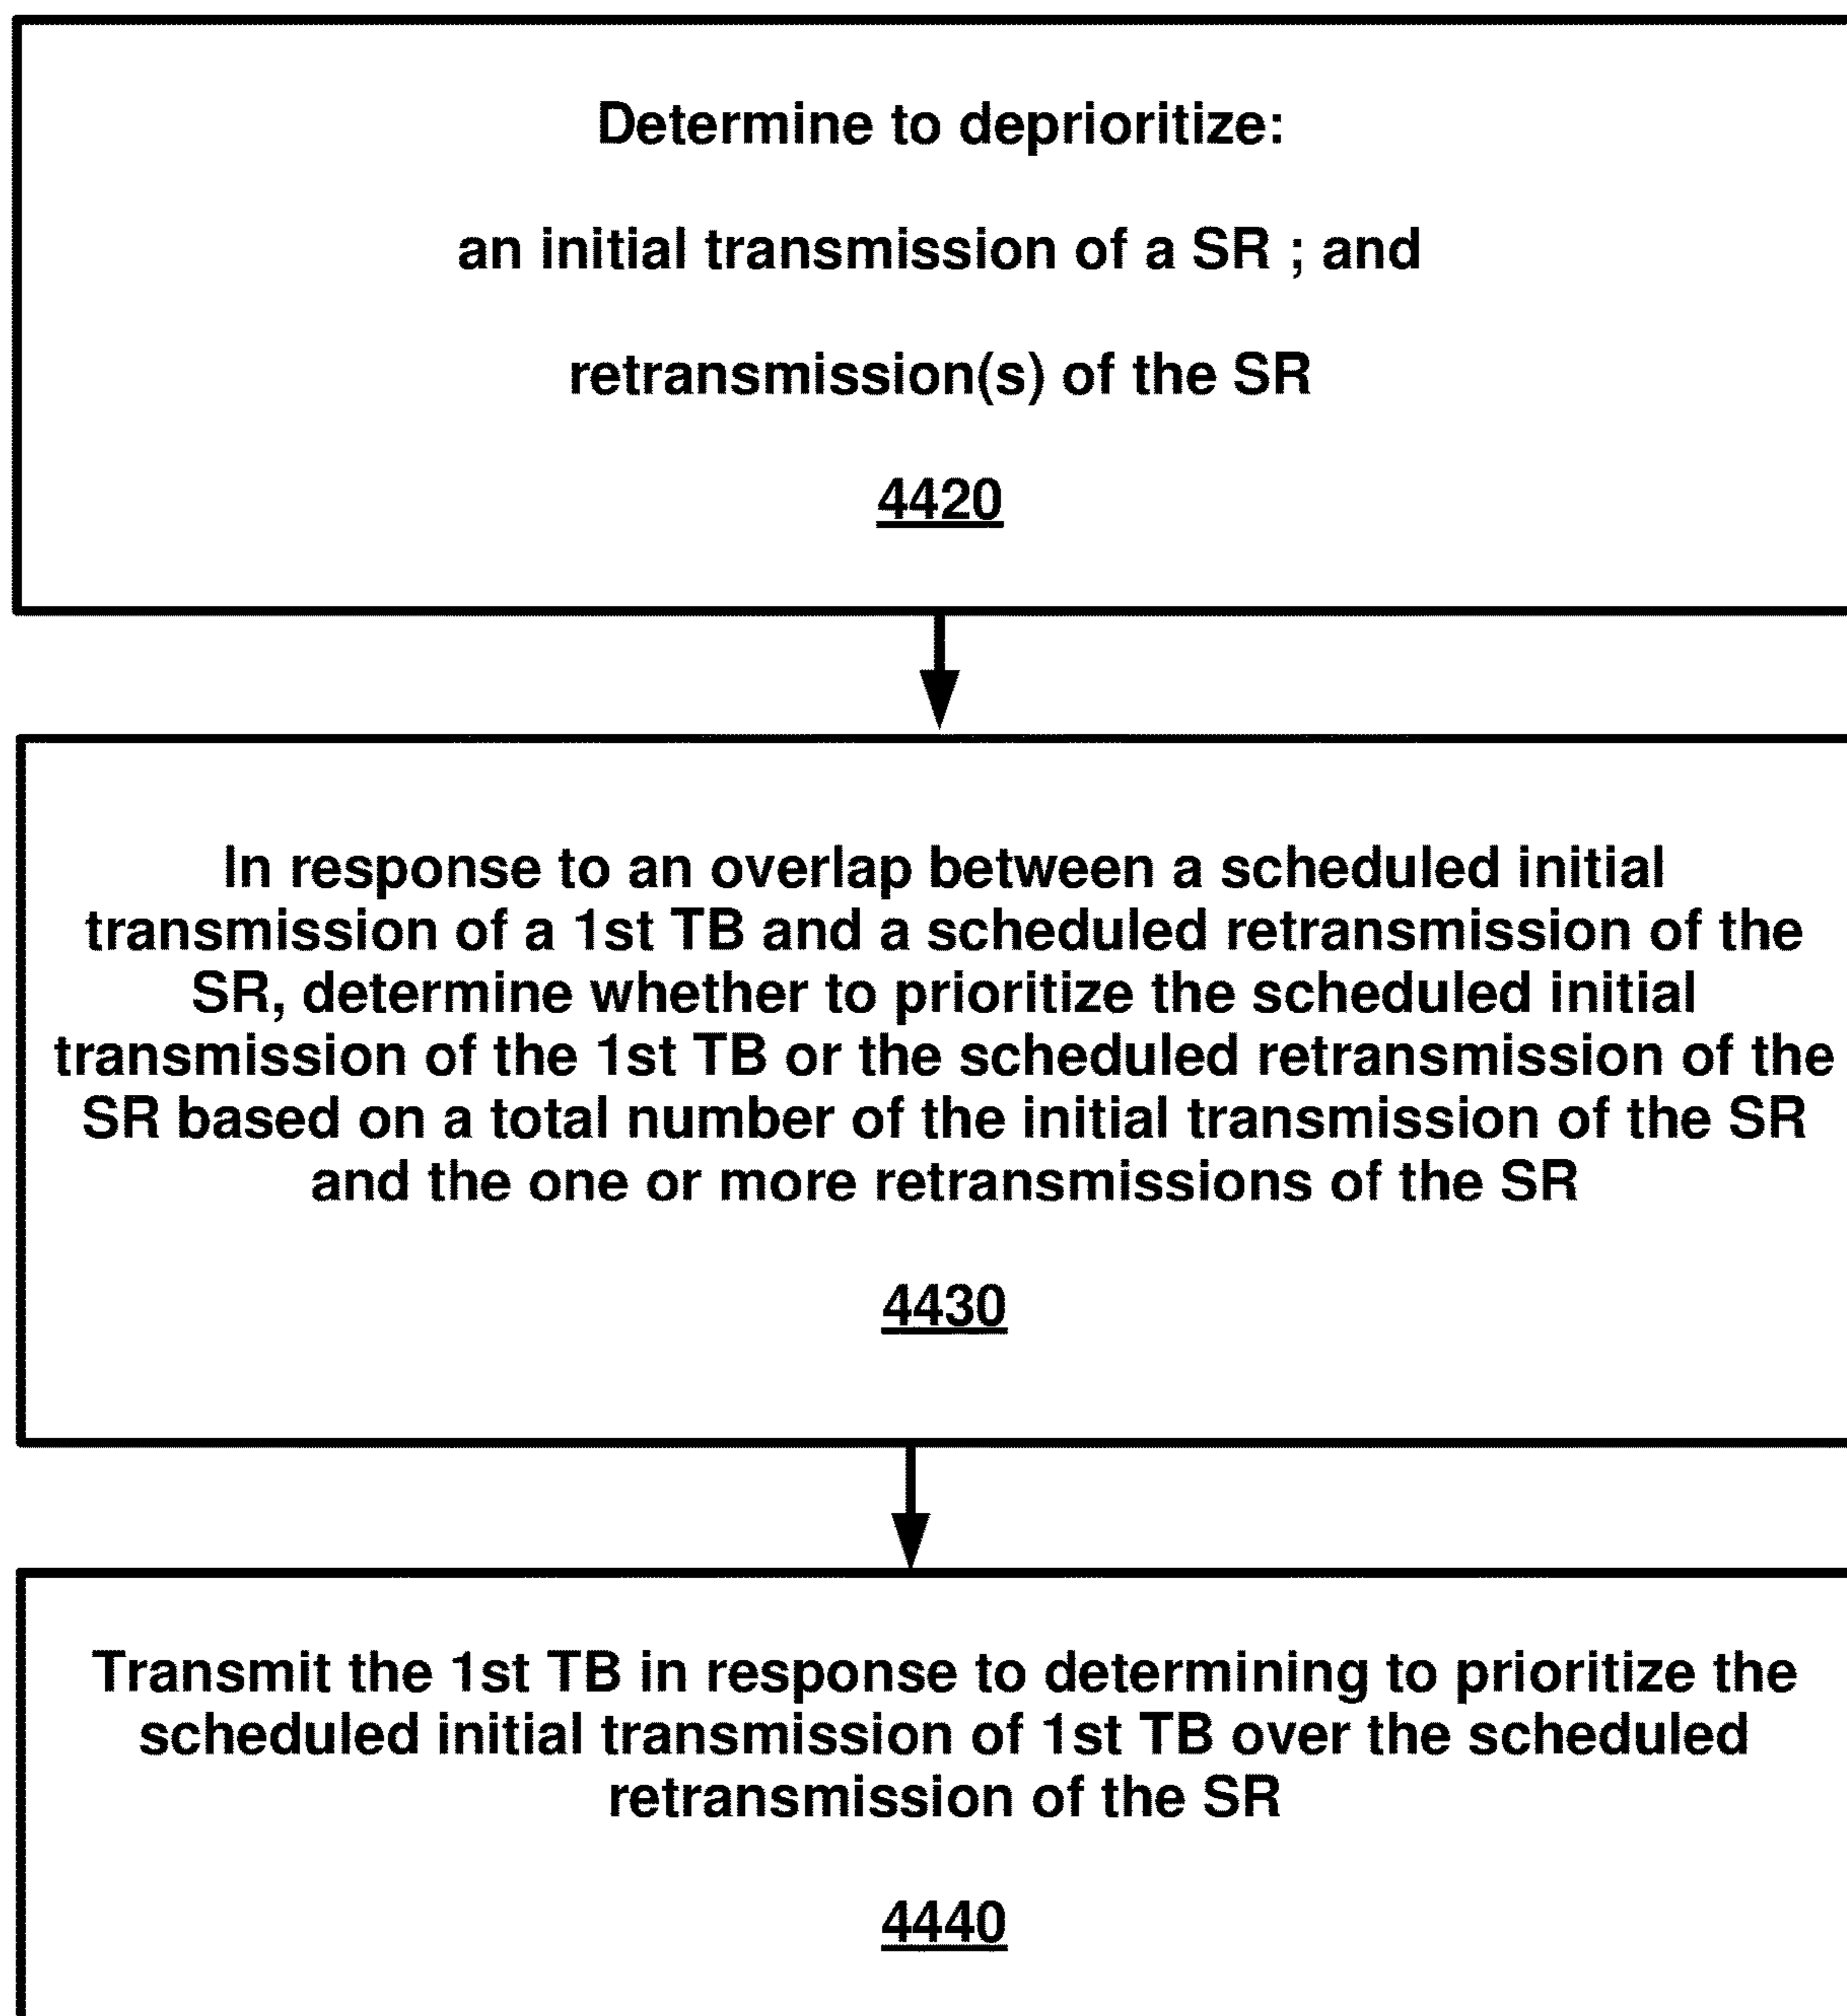 Determine to deprioritize:
an initial transmission of a SR ; and
retransmission(s) of the SR
4420
In response to an overlap between a scheduled initial
transmission of a 1st TB and a scheduled retransmission of the
SR, determine whether to prioritize the scheduled initial
transmission of the 1st TB or the scheduled retransmission of the
SR based on a total number of the initial transmission of the SR
and the one or more retransmissions of the SR
4430
Transmit the 1st TB in response to determining to prioritize the
scheduled initial transmission of 1st TB over the scheduled
retransmission of the SR
4440